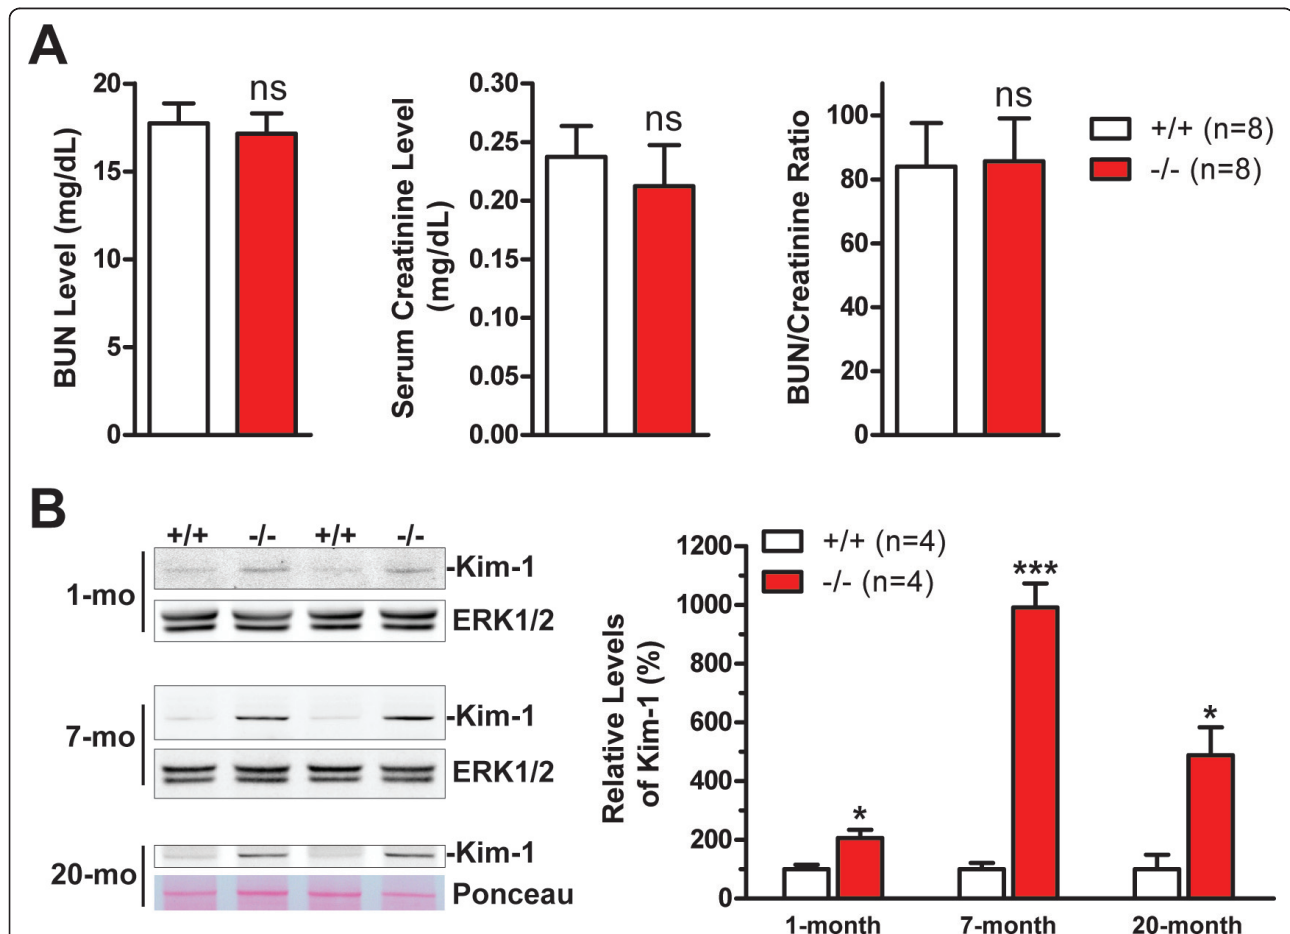 A
BUN Level (mg/dL)
20
15
10
5
0
ns
Serum Creatinine Level
(mg/dL)
0.30
0.25
0.20
0.15
0.10
0.05
0.00
ns
BUN/Creatinine Ratio
100
80
60
40
20
0
ns
+/+ (n=8)
-/- (n=8)
B
+/+ -/- +/+ -/-
1-mo
-Kim-1
ERK1/2
7-mo
-Kim-1
ERK1/2
20-mo
-Kim-1
Ponceau
Relative Levels
of Kim-1 (%)
1200
1000
800
600
400
200
0
+/+ (n=4)
-/- (n=4)
*
***
*
1-month 7-month 20-month